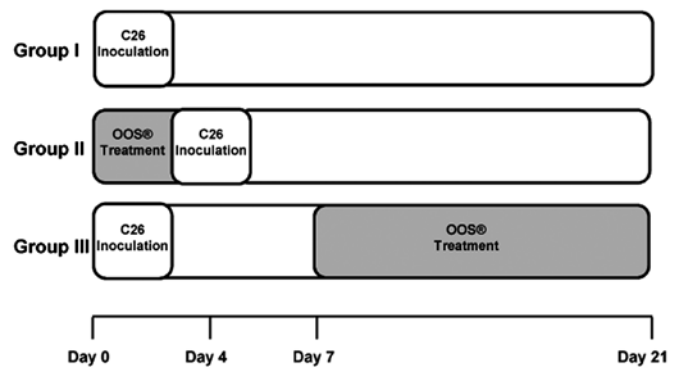 Group I
C26
Inoculation
Group II
OOS®
Treatment
C26
Inoculation
Group III
C26
Inoculation
OOS®
Treatment
Day 0
Day 4
Day 7
Day 21